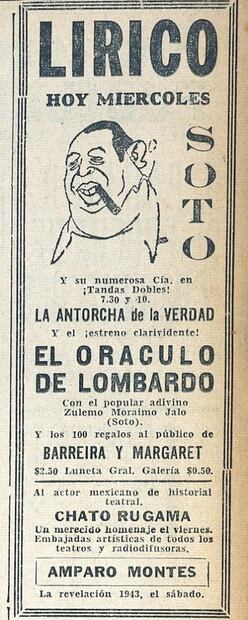 LIRICO
HOY MIERCOLES
SOTO
Y su numerosa Cía. en
¡Tandas Dobles!
7.30 y 10.
LA ANTORCHA de la VERDAD
Y el ¡estreno clarividente!
EL ORACULO
DE LOMBARDO
Con el popular adivino
Zulemo Moraimo Jalo
(Soto).
Y los 100 regalos al público de
BARREIRA Y MARGARET
$2.50 Luneta Gral. Galería $0.50.
Al actor mexicano de historial
teatral,
CHATO RUGAMA
Un merecido homenaje el viernes.
Embajadas artísticas de todos los
teatros y radiodifusoras.
AMPARO MONTES
La revelación 1943, el sábado.